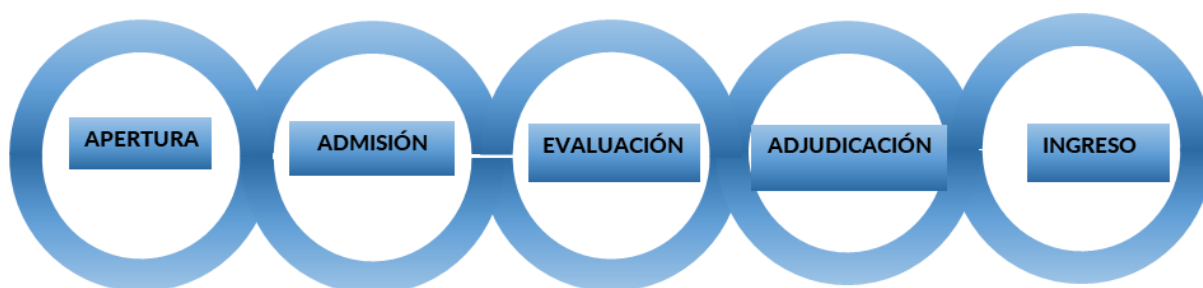 APERTURA
ADMISIÓN
EVALUACIÓN
ADJUDICACIÓN
INGRESO